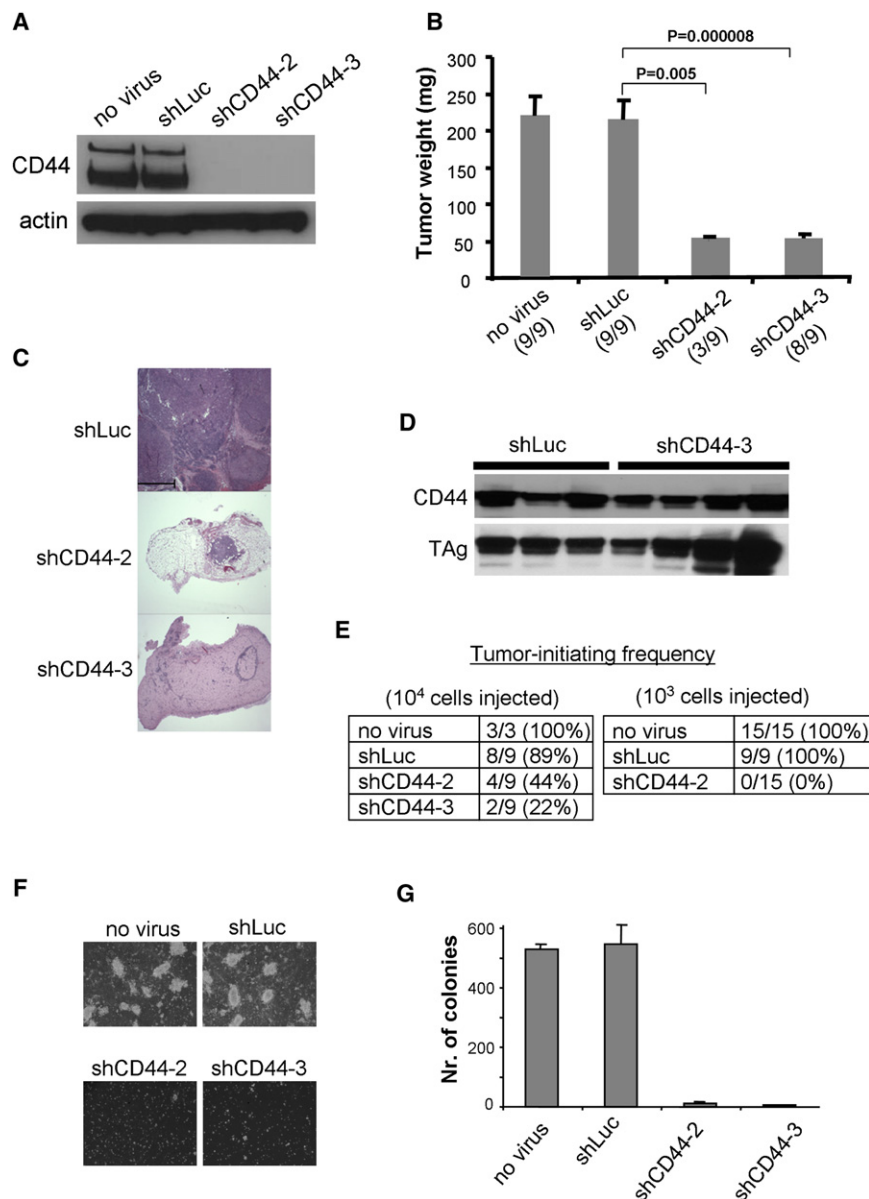 A
no virus
shLuc
shCD44-2
shCD44-3
CD44
actin
B
P=0.000008
P=0.005
Tumor weight (mg)
300
250
200
150
100
50
0
no virus
(9/9)
shLuc
(9/9)
shCD44-2
(3/9)
shCD44-3
(8/9)
C
shLuc
shCD44-2
shCD44-3
D
shLuc
shCD44-3
CD44
TAg
E
Tumor-initiating frequency
(10⁴ cells injected)
no virus 3/3 (100%)
shLuc 8/9 (89%)
shCD44-2 4/9 (44%)
shCD44-3 2/9 (22%)
(10³ cells injected)
no virus 15/15 (100%)
shLuc 9/9 (100%)
shCD44-2 0/15 (0%)
F
no virus
shLuc
shCD44-2
shCD44-3
G
Nr. of colonies
600
400
200
0
no virus
shLuc
shCD44-2
shCD44-3